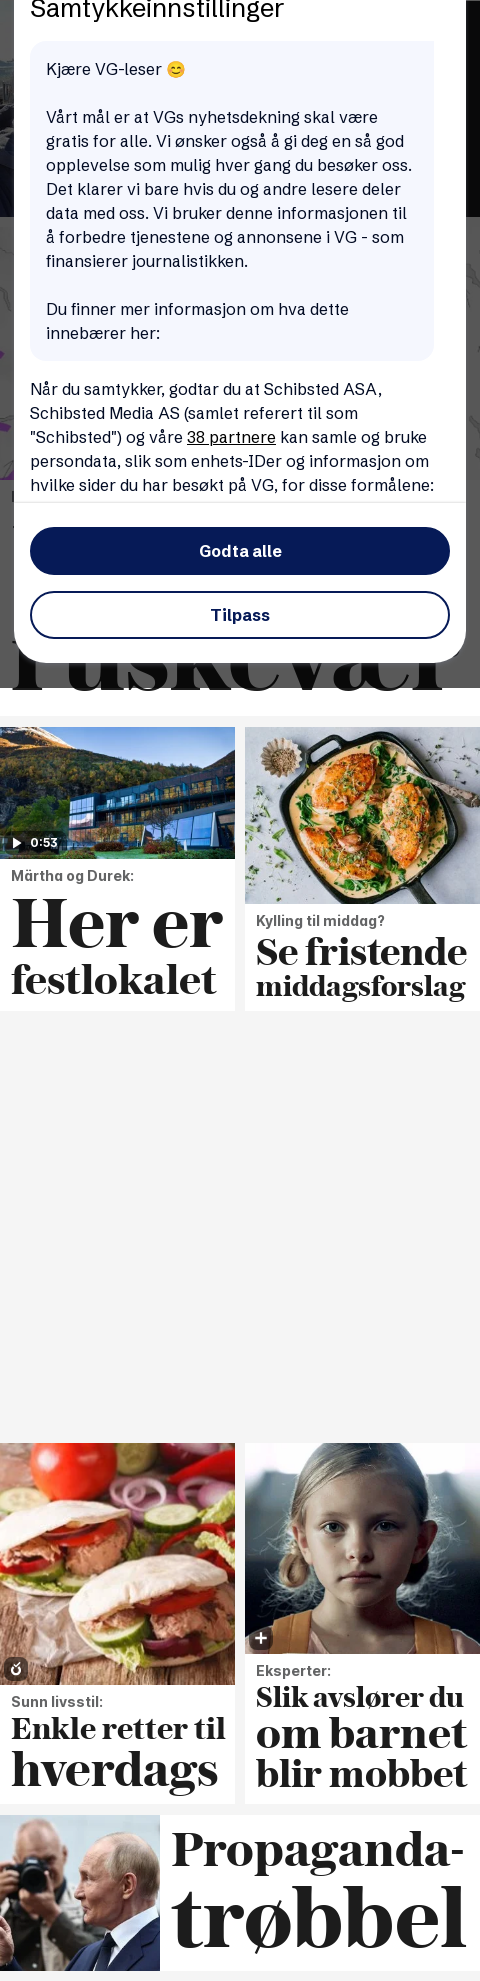 Samtykkeinnstillinger
Kjære VG-leser 😊
Vårt mål er at VGs nyhetsdekning skal være
gratis for alle. Vi ønsker også å gi deg en så god
opplevelse som mulig hver gang du besøker oss.
Det klarer vi bare hvis du og andre lesere deler
data med oss. Vi bruker denne informasjonen til
å forbedre tjenestene og annonsene i VG - som
finansierer journalistikken.
Du finner mer informasjon om hva dette
innebærer her:
Når du samtykker, godtar du at Schibsted ASA,
Schibsted Media AS (samlet referert til som
"Schibsted") og våre 38 partnere kan samle og bruke
persondata, slik som enhets-IDer og informasjon om
hvilke sider du har besøkt på VG, for disse formålene:
Godta alle
Tilpass
0:53
Märtha og Durek:
Her er
festlokalet
Kylling til middag?
Se fristende
middagsforslag
Sunn livsstil:
Enkle retter til
hverdags
Eksperter:
Slik avslører du
om barnet
blir mobbet
Propaganda-
trøbbel